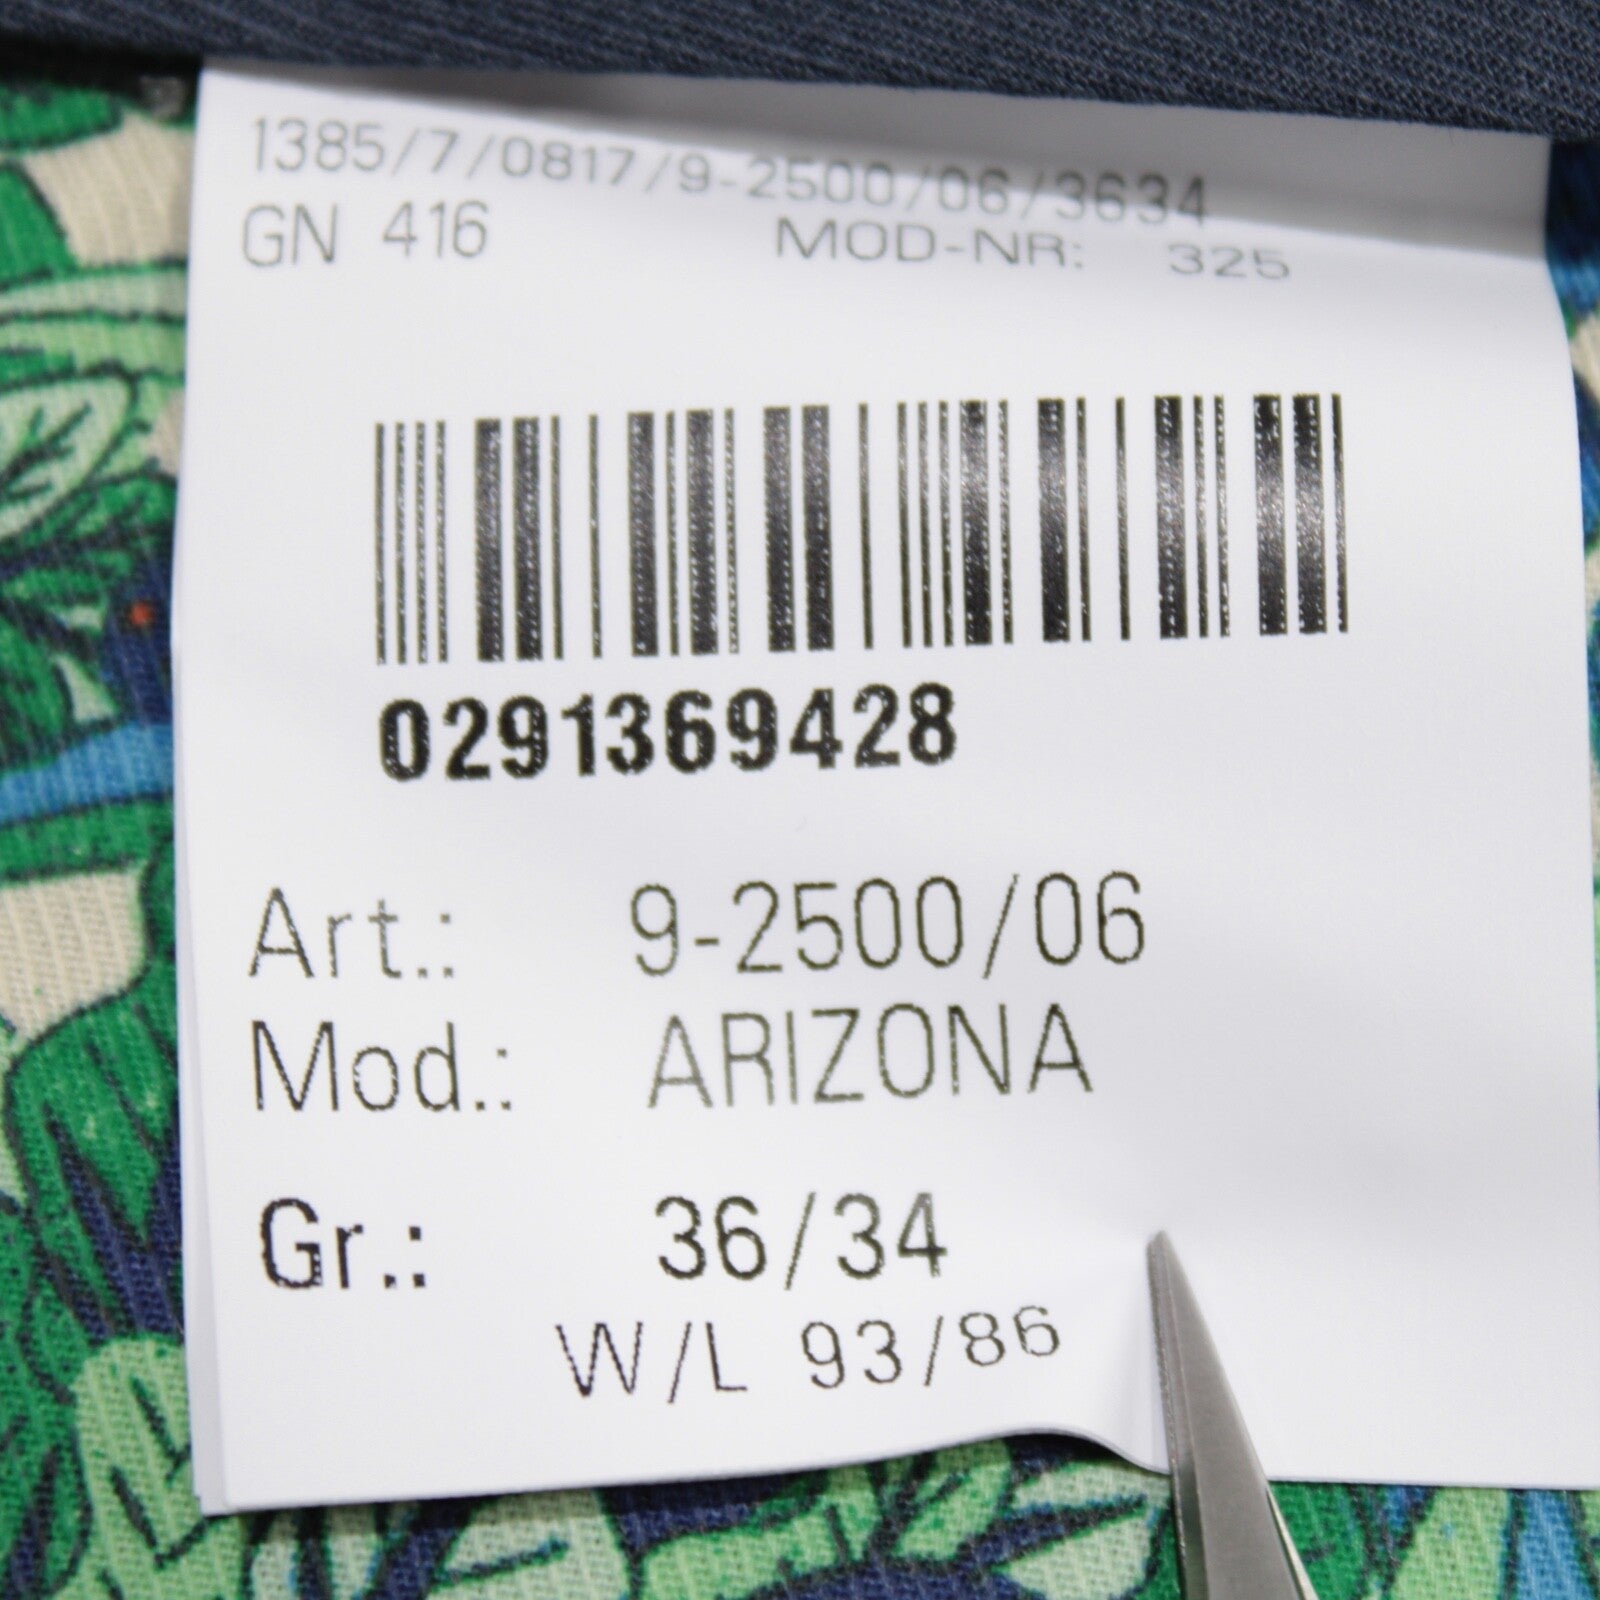 1385/7/0817/9-2500/06/3634
GN 416 MOD-NR: 325
0291369428
Art.: 9-2500/06
Mod.: ARIZONA
Gr.: 36/34
W/L 93/86